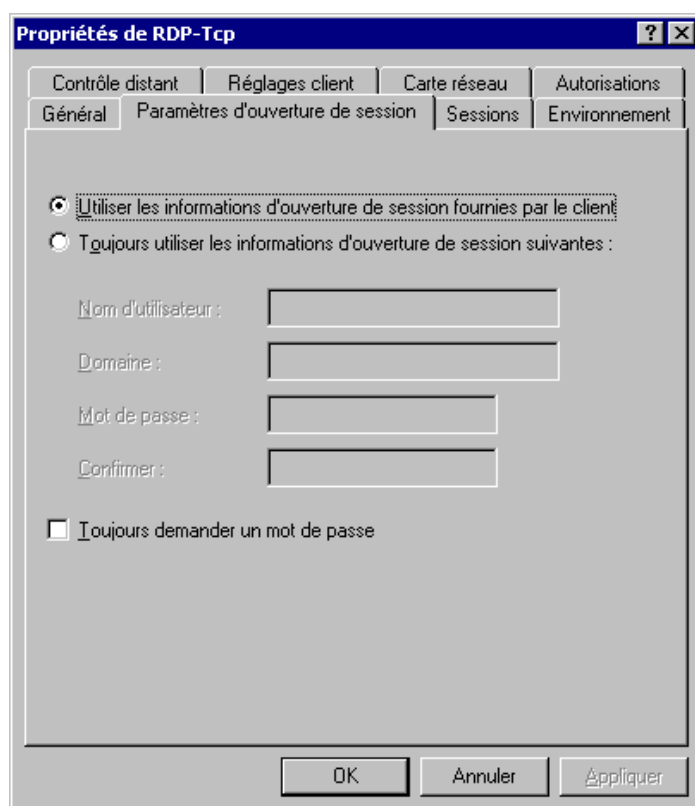 Propriétés de RDP-Tcp
Contrôle distant Réglages client Carte réseau Autorisations
Général Paramètres d'ouverture de session Sessions Environnement
Utiliser les informations d'ouverture de session fournies par le client
Toujours utiliser les informations d'ouverture de session suivantes :
Nom d'utilisateur :
Domaine :
Mot de passe :
Confirmer :
Toujours demander un mot de passe
OK Annuler Appliquer